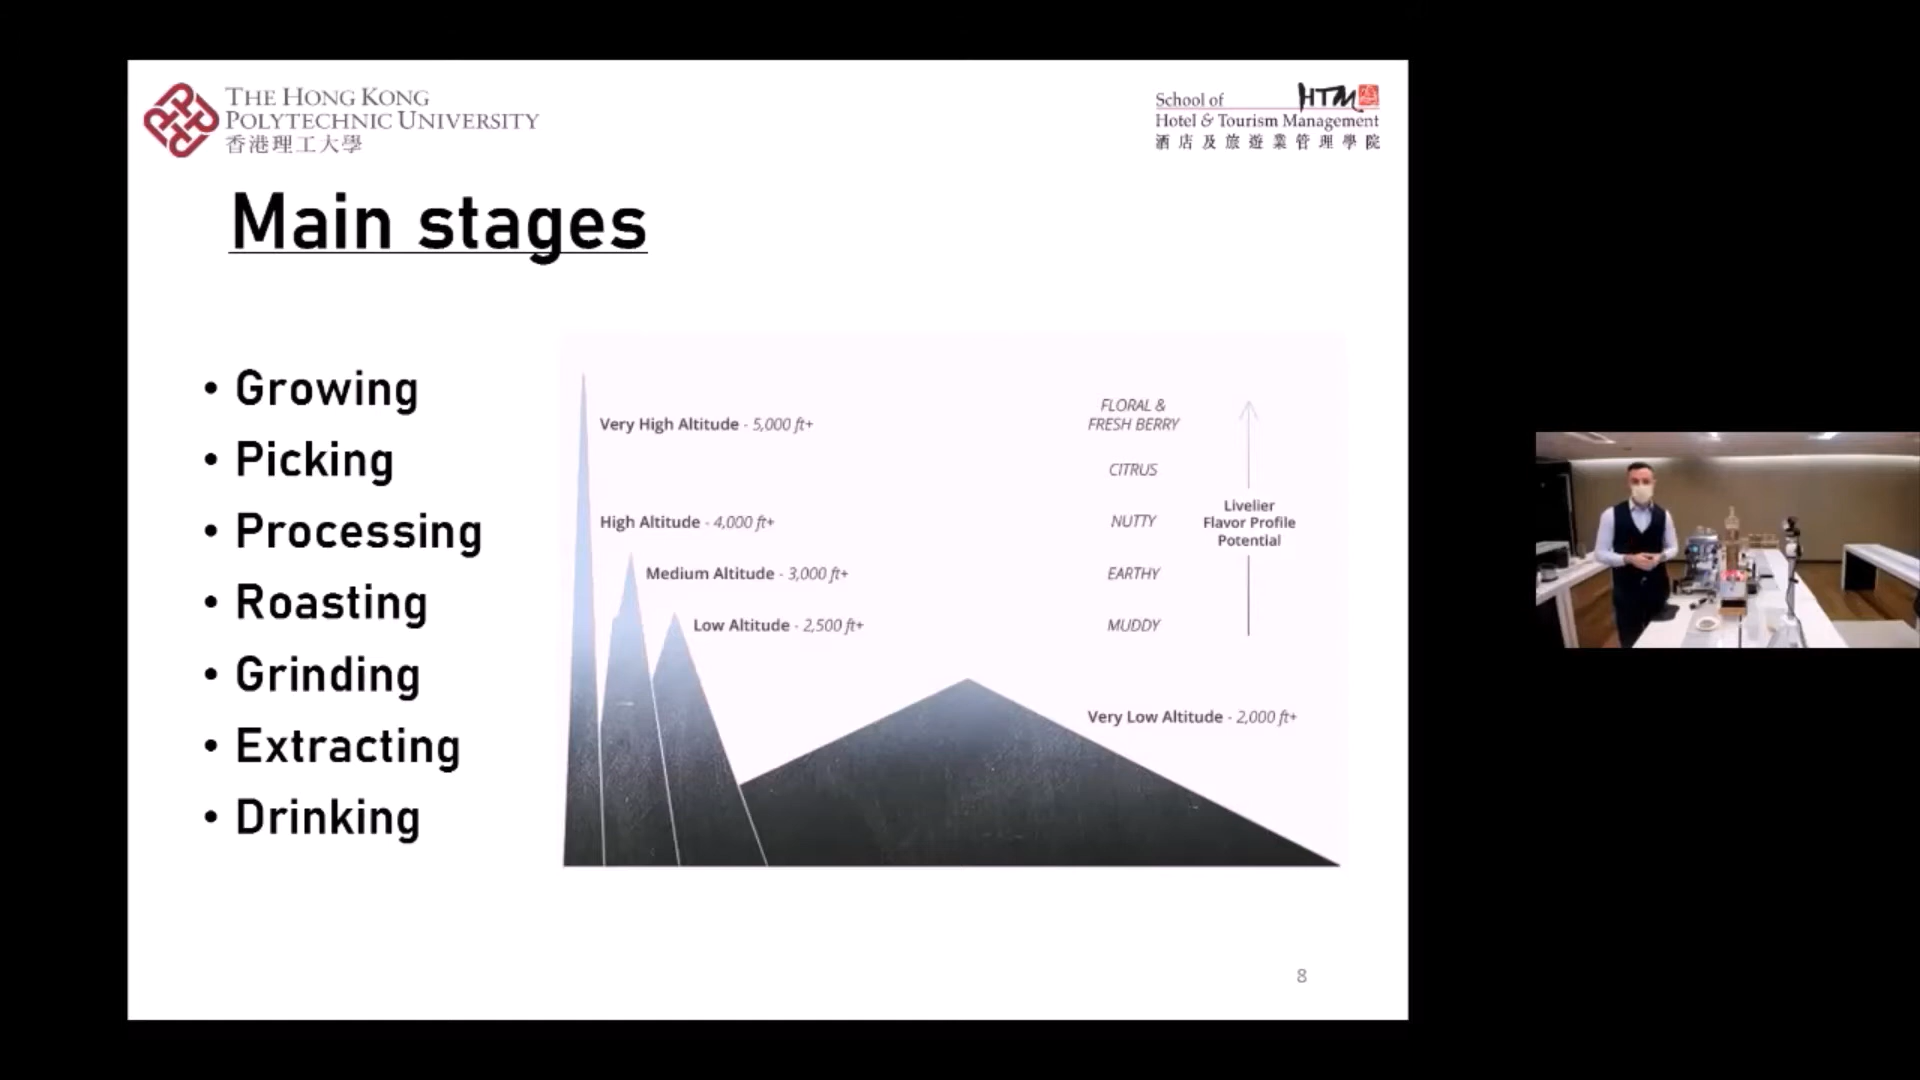 THE HONG KONG
POLYTECHNIC UNIVERSITY
香港理工大學
School of HTM
Hotel & Tourism Management
酒店及旅遊業管理學院
Main stages
• Growing
• Picking
• Processing
• Roasting
• Grinding
• Extracting
• Drinking
Very High Altitude - 5,000 ft+
High Altitude - 4,000 ft+
Medium Altitude - 3,000 ft+
Low Altitude - 2,500 ft+
FLORAL &
FRESH BERRY
CITRUS
NUTTY
EARTHY
MUDDY
Livelier
Flavor Profile
Potential
Very Low Altitude - 2,000 ft+
8